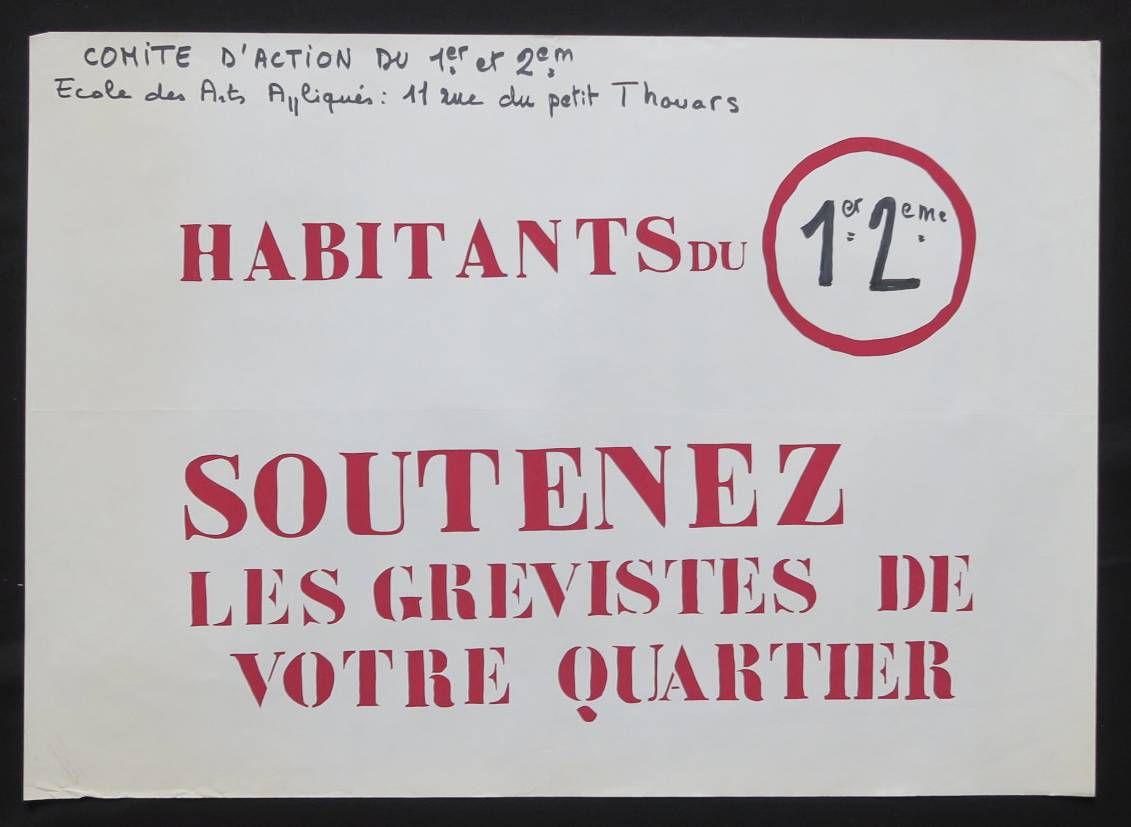 COMITE D'ACTION DU 1er et 2em
Ecole des Arts Appliqués : 11 rue du petit Thouars
HABITANTS DU 1er 2eme
SOUTENEZ
LES GREVISTES DE
VOTRE QUARTIER